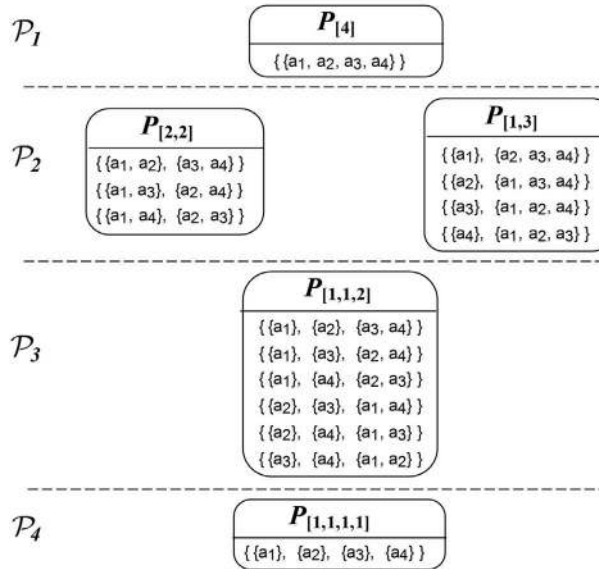 𝒫1
P[4]
{ {a1, a2, a3, a4} }
𝒫2
P[2,2]
{ {a1, a2}, {a3, a4} }
{ {a1, a3}, {a2, a4} }
{ {a1, a4}, {a2, a3} }
P[1,3]
{ {a1}, {a2, a3, a4} }
{ {a2}, {a1, a3, a4} }
{ {a3}, {a1, a2, a4} }
{ {a4}, {a1, a2, a3} }
𝒫3
P[1,1,2]
{ {a1}, {a2}, {a3, a4} }
{ {a1}, {a3}, {a2, a4} }
{ {a1}, {a4}, {a2, a3} }
{ {a2}, {a3}, {a1, a4} }
{ {a2}, {a4}, {a1, a3} }
{ {a3}, {a4}, {a1, a2} }
𝒫4
P[1,1,1,1]
{ {a1}, {a2}, {a3}, {a4} }